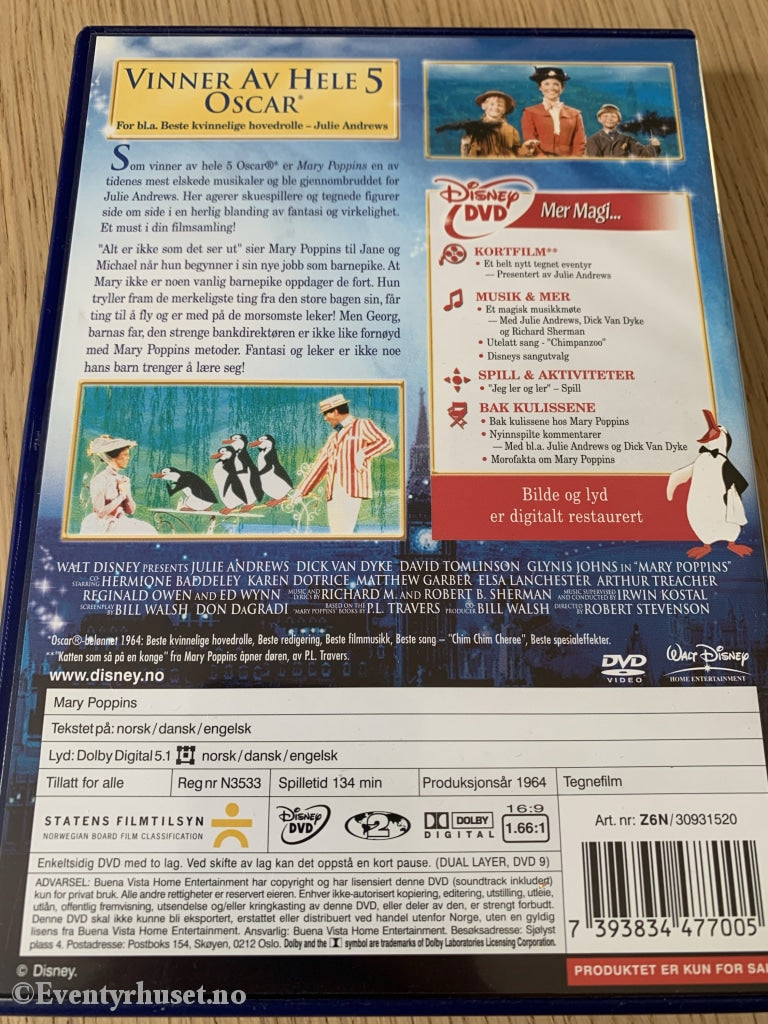 VINNER AV HELE 5
OSCAR®
For bl.a. Beste kvinnelige hovedrolle – Julie Andrews
Som vinner av hele 5 Oscar®* er Mary Poppins en av
tidenes mest elskede musikaler og ble gjennombruddet for
Julie Andrews. Her agerer skuespillere og tegnede figurer
side om side i en herlig blanding av fantasi og virkelighet.
Et must i din filmsamling!
"Alt er ikke som det ser ut" sier Mary Poppins til Jane og
Michael når hun begynner i sin nye jobb som barnepike. At
Mary ikke er noen vanlig barnepike oppdager de fort. Hun
tryller fram de merkeligste ting fra den store bagen sin, får
ting til å fly og er med på de morsomste leker! Men Georg,
barnas far, den strenge bankdirektøren er ikke like fornøyd
med Mary Poppins metoder. Fantasi og leker er ikke noe
hans barn trenger å lære seg!
DISNEY DVD
Mer Magi...
KORTFILM**
• Et helt nytt tegnet eventyr
— Presentert av Julie Andrews
MUSIK & MER
• Et magisk musikkmøte
— Med Julie Andrews, Dick Van Dyke
og Richard Sherman
• Utelatt sang - "Chimpanzoo"
• Disneys sangutvalg
SPILL & AKTIVITETER
• "Jeg ler og ler" – Spill
BAK KULISSENE
• Bak kulissene hos Mary Poppins
• Nyinnspilte kommentarer
— Med bl.a. Julie Andrews og Dick Van Dyke
• Morofakta om Mary Poppins
Bilde og lyd
er digitalt restaurert
WALT DISNEY PRESENTS JULIE ANDREWS DICK VAN DYKE DAVID TOMLINSON GLYNIS JOHNS IN "MARY POPPINS"
CO-STARRING HERMIONE BADDELEY KAREN DOTRICE MATTHEW GARBER ELSA LANCHESTER ARTHUR TREACHER
REGINALD OWEN AND ED WYNN MUSIC AND LYRICS BY RICHARD M. AND ROBERT B. SHERMAN MUSIC SUPERVISED AND CONDUCTED BY IRWIN KOSTAL
SCREENPLAY BY BILL WALSH DON DAGRADI BASED ON THE "MARY POPPINS" BOOKS BY P.L. TRAVERS CO-PRODUCER BILL WALSH DIRECTED BY ROBERT STEVENSON
*Oscar®-belønnet 1964: Beste kvinnelige hovedrolle, Beste redigering, Beste filmmusikk, Beste sang – "Chim Chim Cheree", Beste spesialeffekter.
**"Katten som så på en konge" fra Mary Poppins åpner døren, av P.L. Travers.
www.disney.no
DVD
VIDEO
WALT DISNEY
HOME ENTERTAINMENT
Mary Poppins
Tekstet på: norsk/dansk/engelsk
Lyd: Dolby Digital 5.1 norsk/dansk/engelsk
Tillatt for alle
Reg nr N3533
Spilletid 134 min
Produksjonsår 1964
Tegnefilm
STATENS FILMTILSYN
NORWEGIAN BOARD FILM CLASSIFICATION
DISNEY DVD
2
DOLBY
DIGITAL
16:9
1.66:1
Art. nr: Z6N/30931520
Enkeltsidig DVD med to lag. Ved skifte av lag kan det oppstå en kort pause. (DUAL LAYER, DVD 9)
ADVARSEL: Buena Vista Home Entertainment har copyright og har lisensiert denne DVD (soundtrack inkludert)
kun for privat bruk. Alle andre rettigheter er reservert eieren. Enhver ikke-autorisert kopiering, editering, utstilling, utleie,
utlån, offentlig fremvisning, utsendelse og/eller kringkasting av denne DVD, eller deler av den, er strengt forbudt.
Denne DVD skal ikke kunne bli eksportert, erstattet eller distribuert ved handel utenfor Norge, uten en gyldig
lisens fra Buena Vista Home Entertainment. Ansvarlig: Buena Vista Home Entertainment. Besøksadresse: Sjølyst
plass 4. Postadresse: Postboks 154, Skøyen, 0212 Oslo. Dolby and the symbol are trademarks of Dolby Laboratories Licensing Corporation.
7 393834 477005
© Disney.
PRODUKTET ER KUN FOR SAL
©Eventyrhuset.no